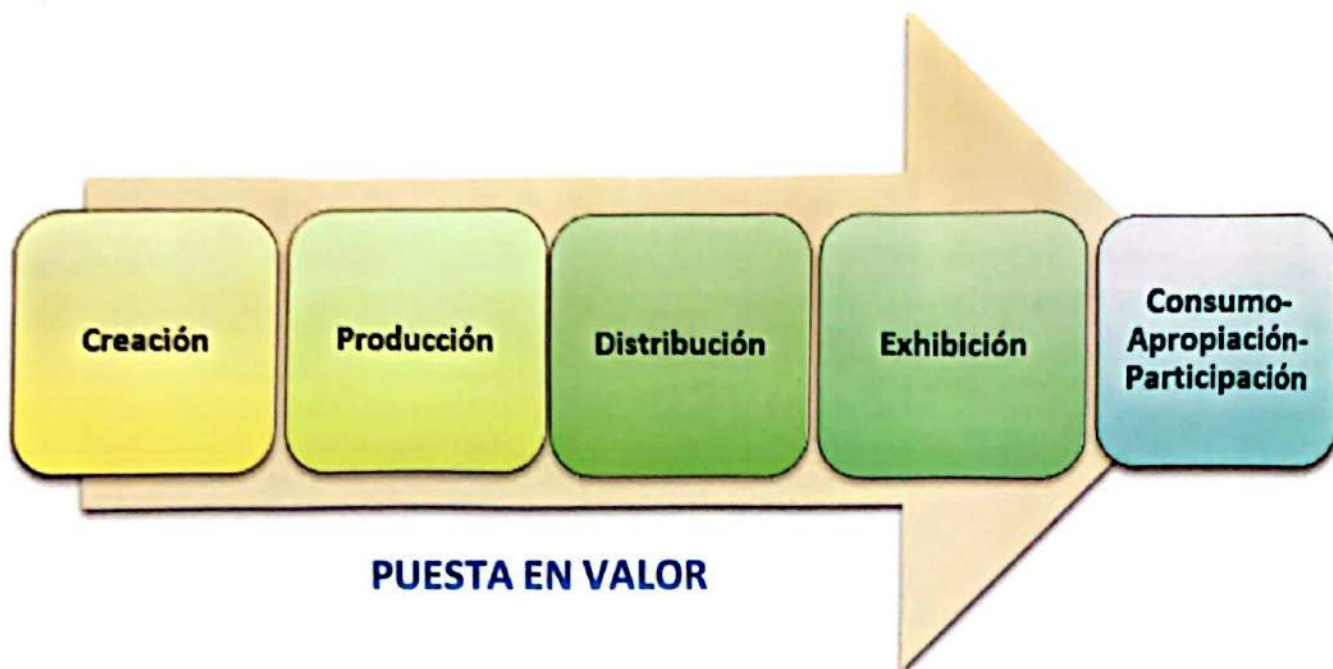 Creación
Producción
Distribución
Exhibición
Consumo-
Apropiación-
Participación
PUESTA EN VALOR